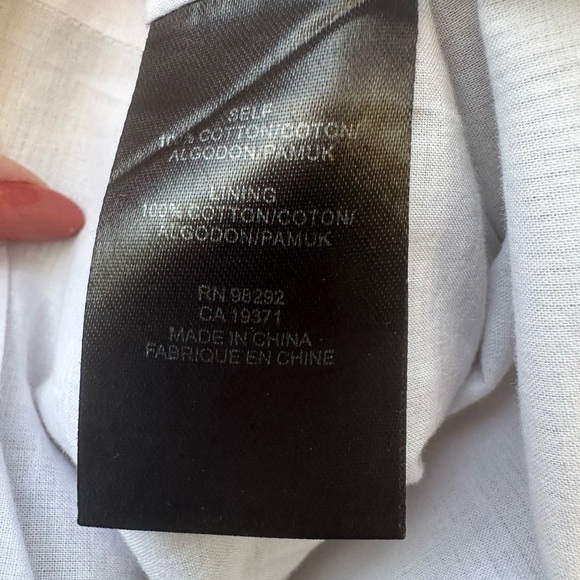 SELF
100% COTTON/COTON/
ALGODON/PAMUK
LINING
100% COTTON/COTON/
ALGODON/PAMUK
RN 98292
CA 19371
MADE IN CHINA
FABRIQUE EN CHINE